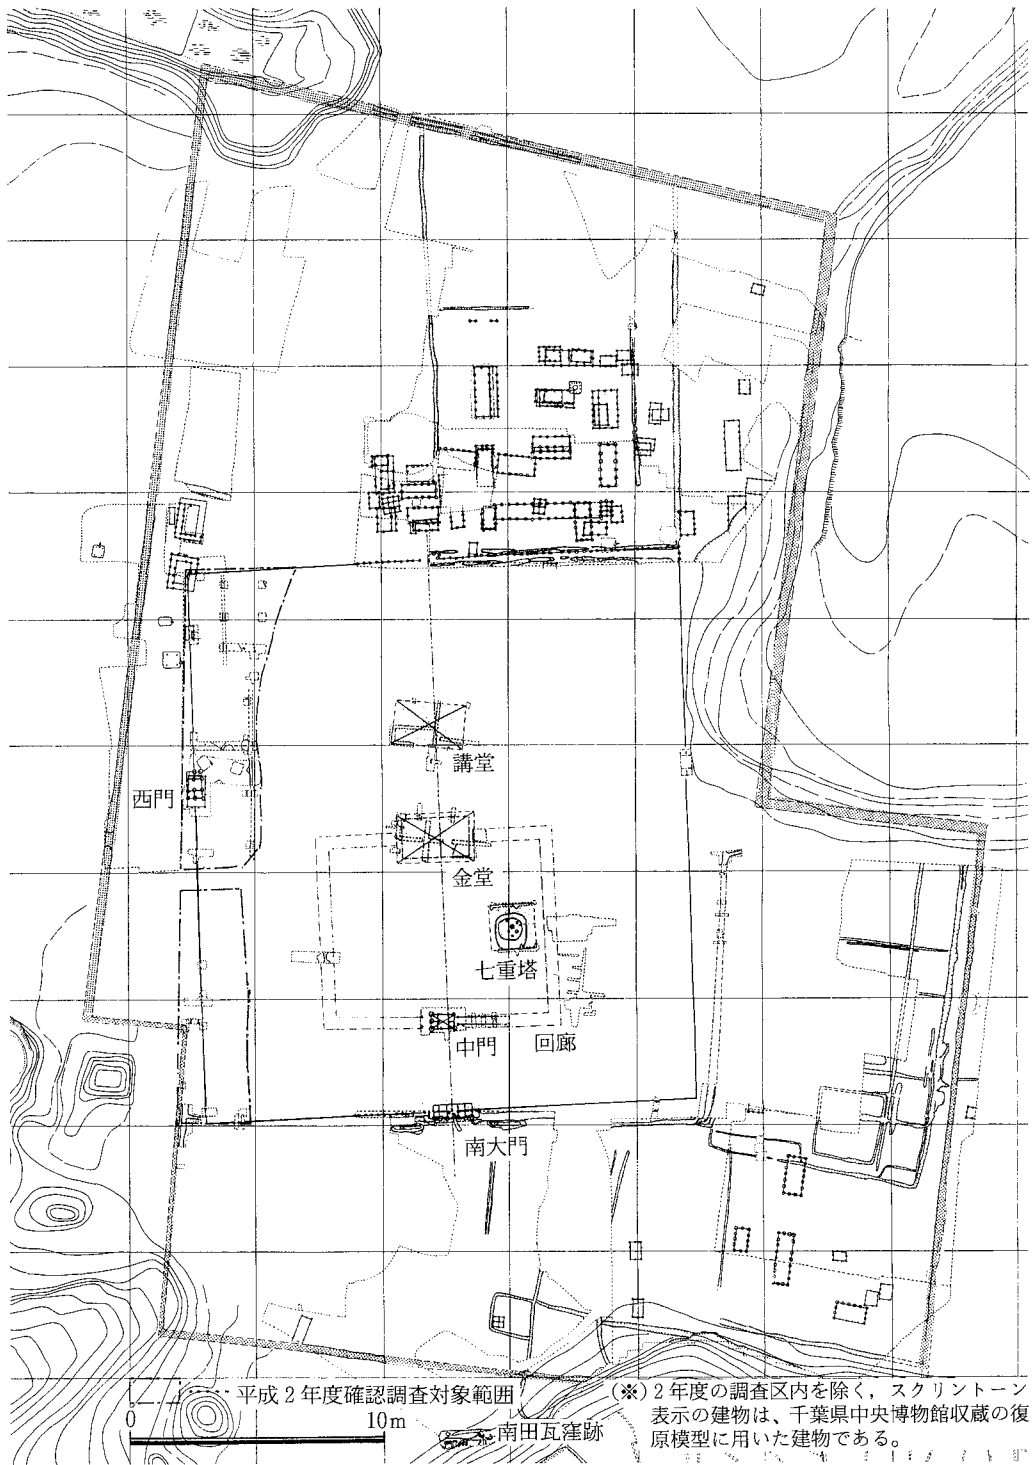 講堂
西門
金堂
七重塔
中門
回廊
南大門
平成2年度確認調査対象範囲
0
10m
南田瓦窪跡
(※)2年度の調査区内を除く，スクリントーン
表示の建物は、千葉県中央博物館収蔵の復
原模型に用いた建物である。